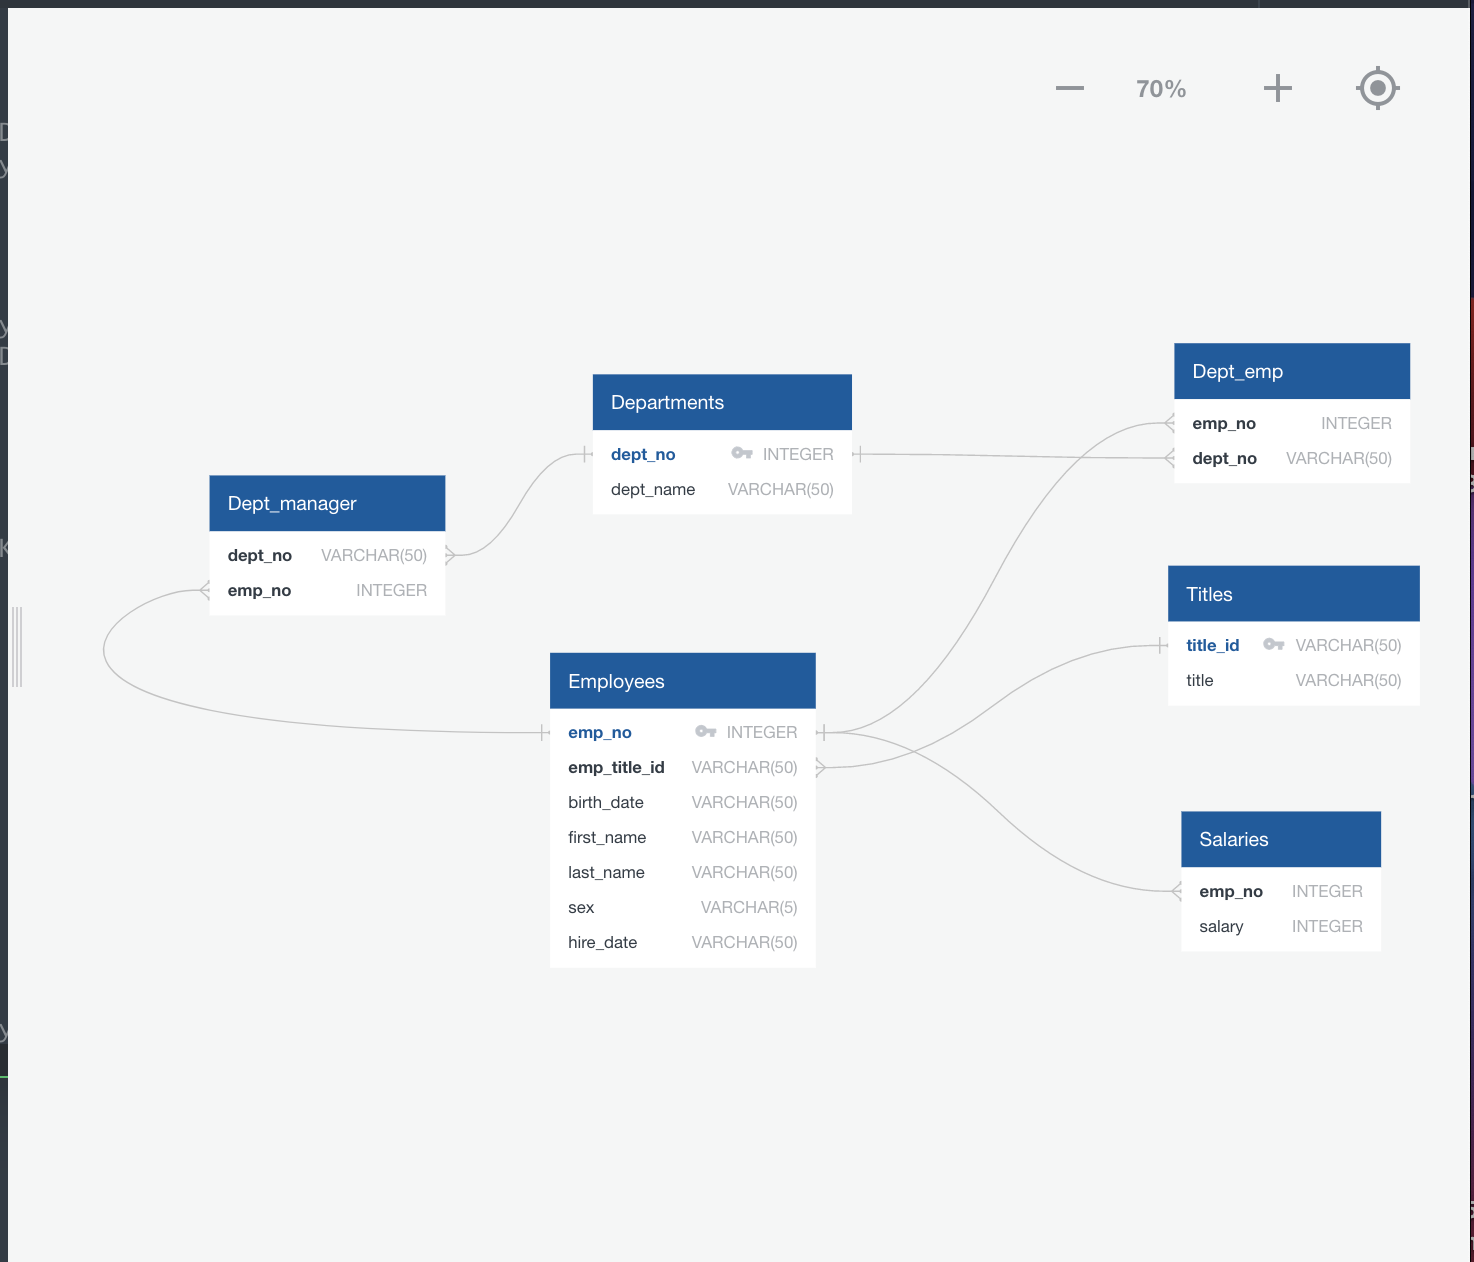 70%
Dept_emp
emp_no INTEGER
dept_no VARCHAR(50)
Departments
dept_no INTEGER
dept_name VARCHAR(50)
Dept_manager
dept_no VARCHAR(50)
emp_no INTEGER
Titles
title_id VARCHAR(50)
title VARCHAR(50)
Employees
emp_no INTEGER
emp_title_id VARCHAR(50)
birth_date VARCHAR(50)
first_name VARCHAR(50)
last_name VARCHAR(50)
sex VARCHAR(5)
hire_date VARCHAR(50)
Salaries
emp_no INTEGER
salary INTEGER